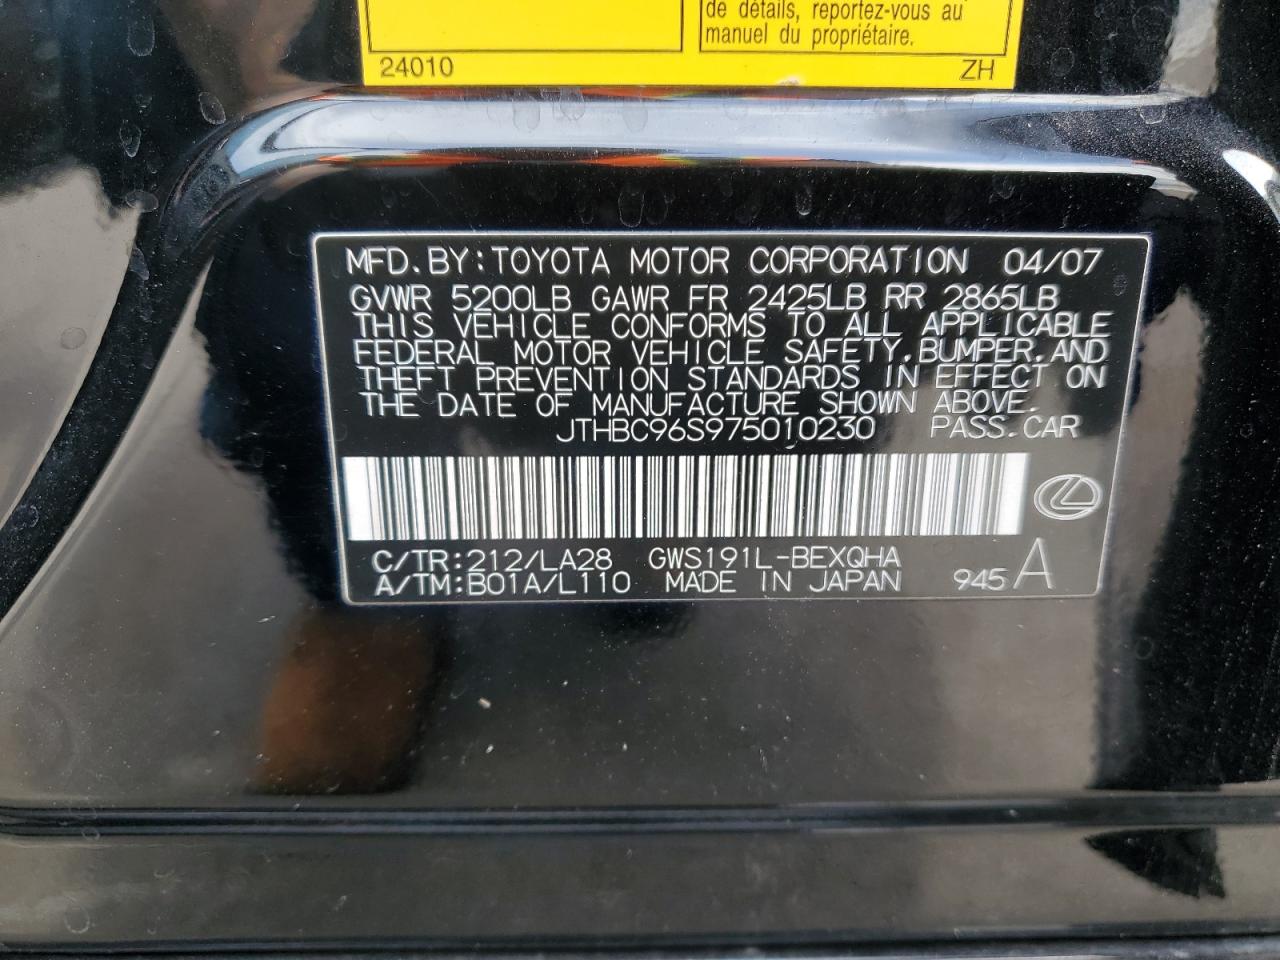 de détails, reportez-vous au
manuel du propriétaire.
24010
ZH
MFD. BY: TOYOTA MOTOR CORPORATION 04/07
GVWR 5200LB GAWR FR 2425LB RR 2865LB
THIS VEHICLE CONFORMS TO ALL APPLICABLE
FEDERAL MOTOR VEHICLE SAFETY, BUMPER, AND
THEFT PREVENTION STANDARDS IN EFFECT ON
THE DATE OF MANUFACTURE SHOWN ABOVE.
JTHBC96S975010230 PASS. CAR
C/TR: 212/LA28 GWS191L-BEXQHA
A/TM: B01A/L110 MADE IN JAPAN 945 A